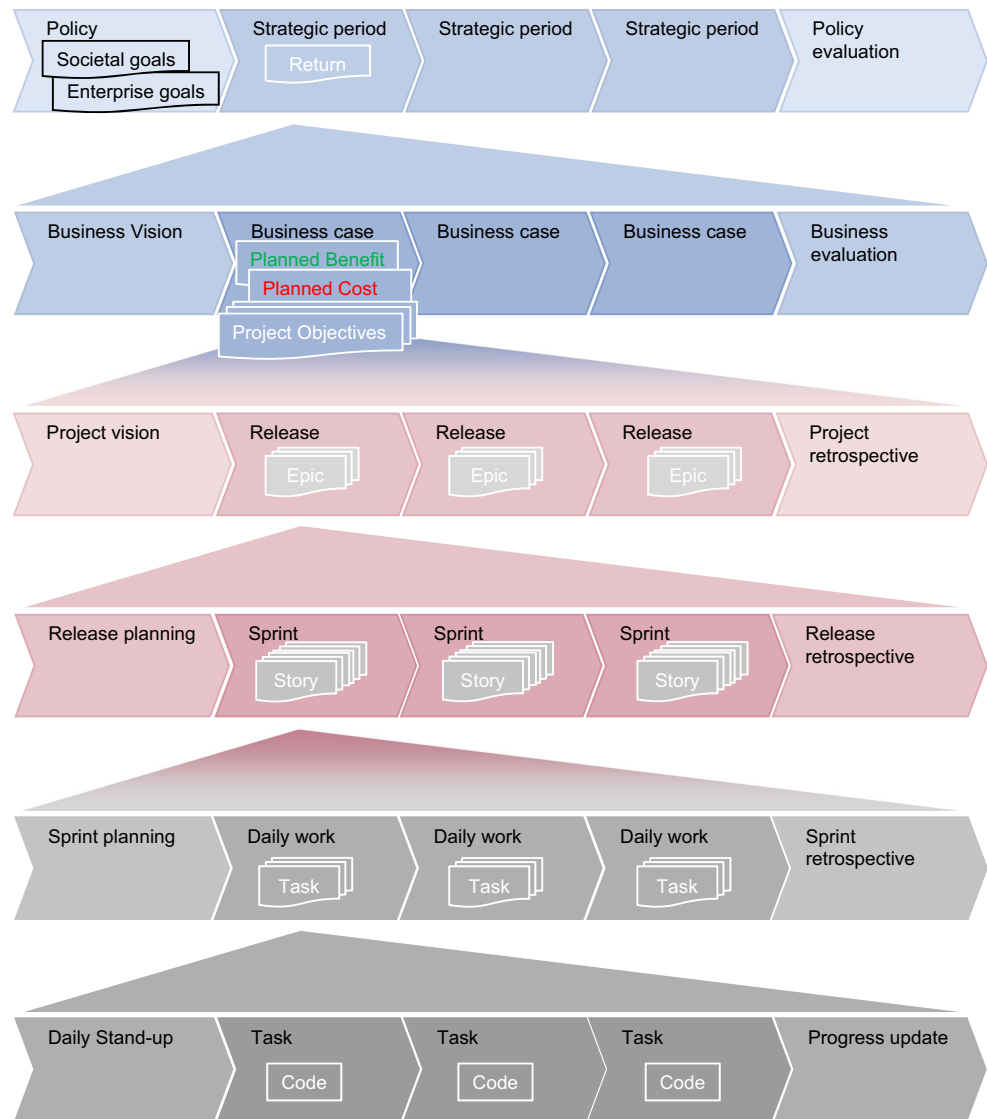 Policy
Societal goals
Enterprise goals
Strategic period
Return
Strategic period
Strategic period
Policy
evaluation
Business Vision
Business case
Planned Benefit
Planned Cost
Project Objectives
Business case
Business case
Business
evaluation
Project vision
Release
Epic
Release
Epic
Release
Epic
Project
retrospective
Release planning
Sprint
Story
Sprint
Story
Sprint
Story
Release
retrospective
Sprint planning
Daily work
Task
Daily work
Task
Daily work
Task
Sprint
retrospective
Daily Stand-up
Task
Code
Task
Code
Task
Code
Progress update